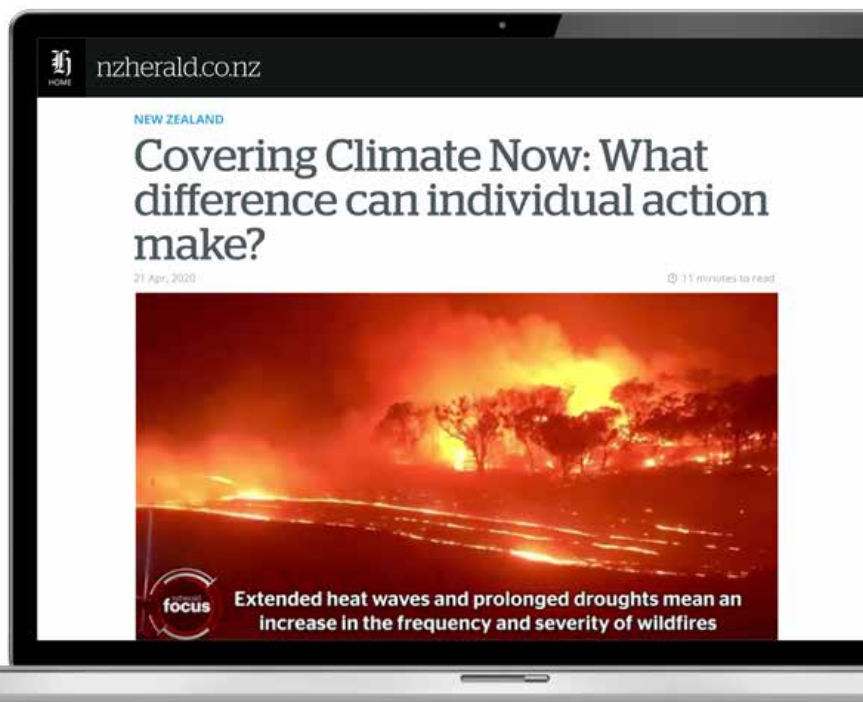 HOME
nzherald.co.nz
NEW ZEALAND
Covering Climate Now: What
difference can individual action
make?
21 Apr, 2020
11 minutes to read
nzherald
focus
Extended heat waves and prolonged droughts mean an
increase in the frequency and severity of wildfires